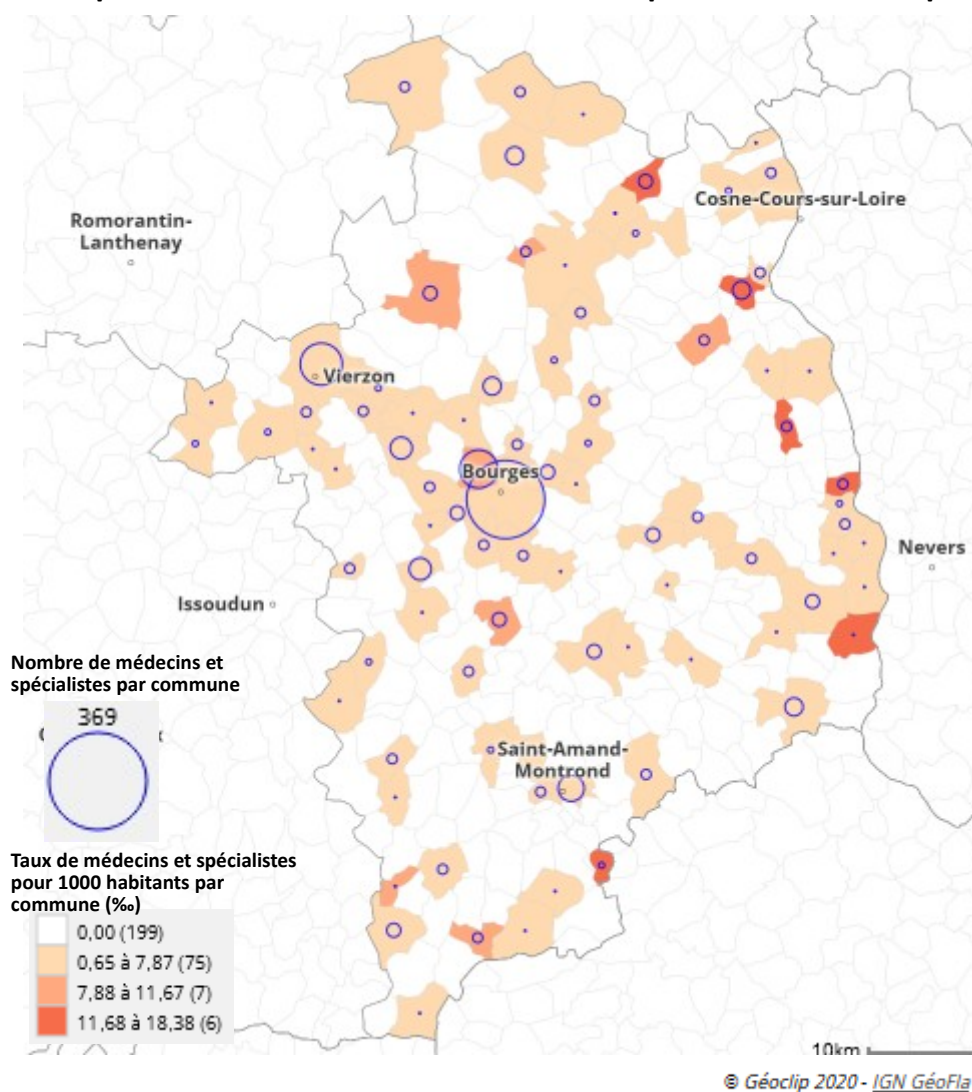 Cosne-Cours-sur-Loire
Romorantin-
Lanthenay
Vierzon
Bourges
Nevers
Issoudun
Nombre de médecins et
spécialistes par commune
369
Saint-Amand-
Montrond
Taux de médecins et spécialistes
pour 1000 habitants par
commune (‰)
0,00 (199)
0,65 à 7,87 (75)
7,88 à 11,67 (7)
11,68 à 18,38 (6)
10km
© Géoclip 2020 - IGN GéoFla